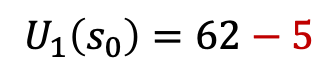 U₁(s₀) = 62 − 5